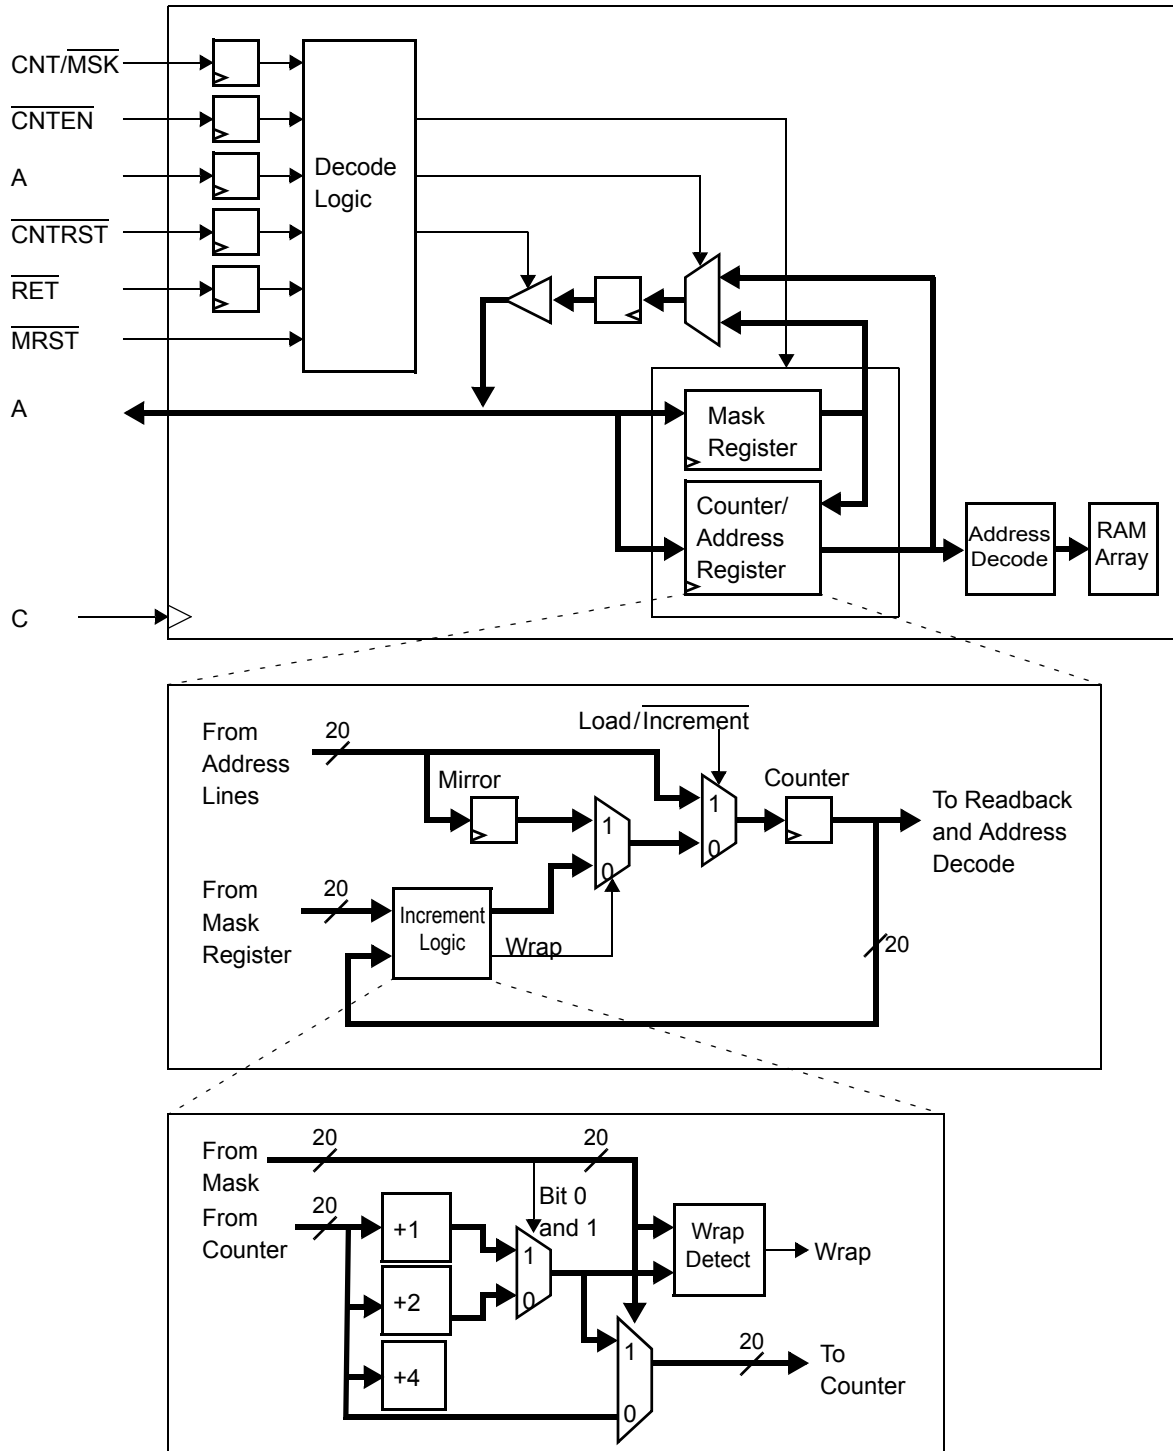 CNT/MSK
CNTEN
A
CNTRST
RET
MRST
Decode
Logic
A
C
Mask
Register
Counter/
Address
Register
Address
Decode
RAM
Array
From
Address
Lines
20
Mirror
Load/Increment
Counter
1
0
1
0
To Readback
and Address
Decode
From
Mask
Register
20
Increment
Logic
Wrap
20
From
Mask
20
20
From
Counter
20
Bit 0
and 1
+1
+2
+4
1
0
Wrap
Detect
Wrap
1
0
20
To
Counter